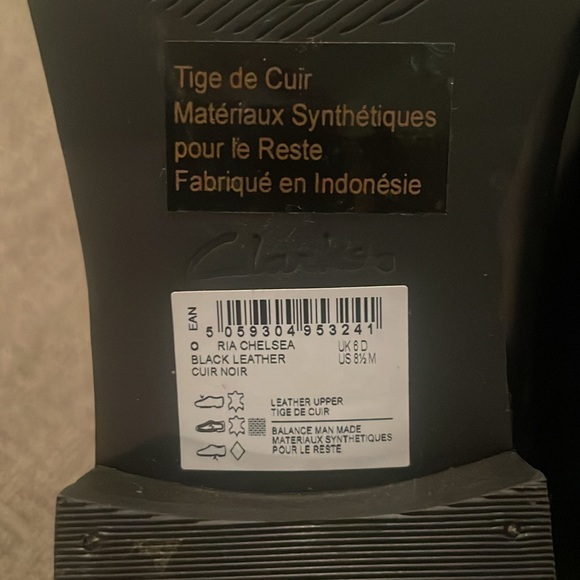 Tige de Cuir
Matériaux Synthétiques
pour le Reste
Fabriqué en Indonésie
Clarks
EAN
5 059304 953241
O RIA CHELSEA UK 6 D
BLACK LEATHER US 8½ M
CUIR NOIR
LEATHER UPPER
TIGE DE CUIR
BALANCE MAN MADE
MATERIAUX SYNTHETIQUES
POUR LE RESTE